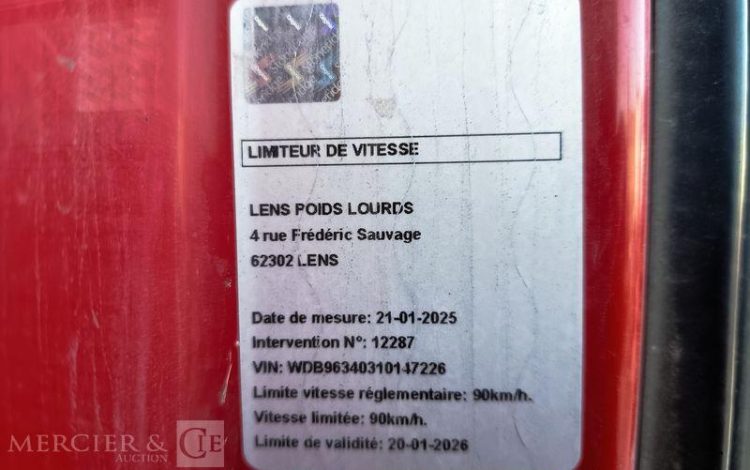 LIMITEUR DE VITESSE
LENS POIDS LOURDS
4 rue Frédéric Sauvage
62302 LENS
Date de mesure: 21-01-2025
Intervention N°: 12287
VIN: WDB96340310147226
Limite vitesse réglementaire: 90km/h.
Vitesse limitée: 90km/h.
Limite de validité: 20-01-2026
MERCIER & CIE
AUCTION